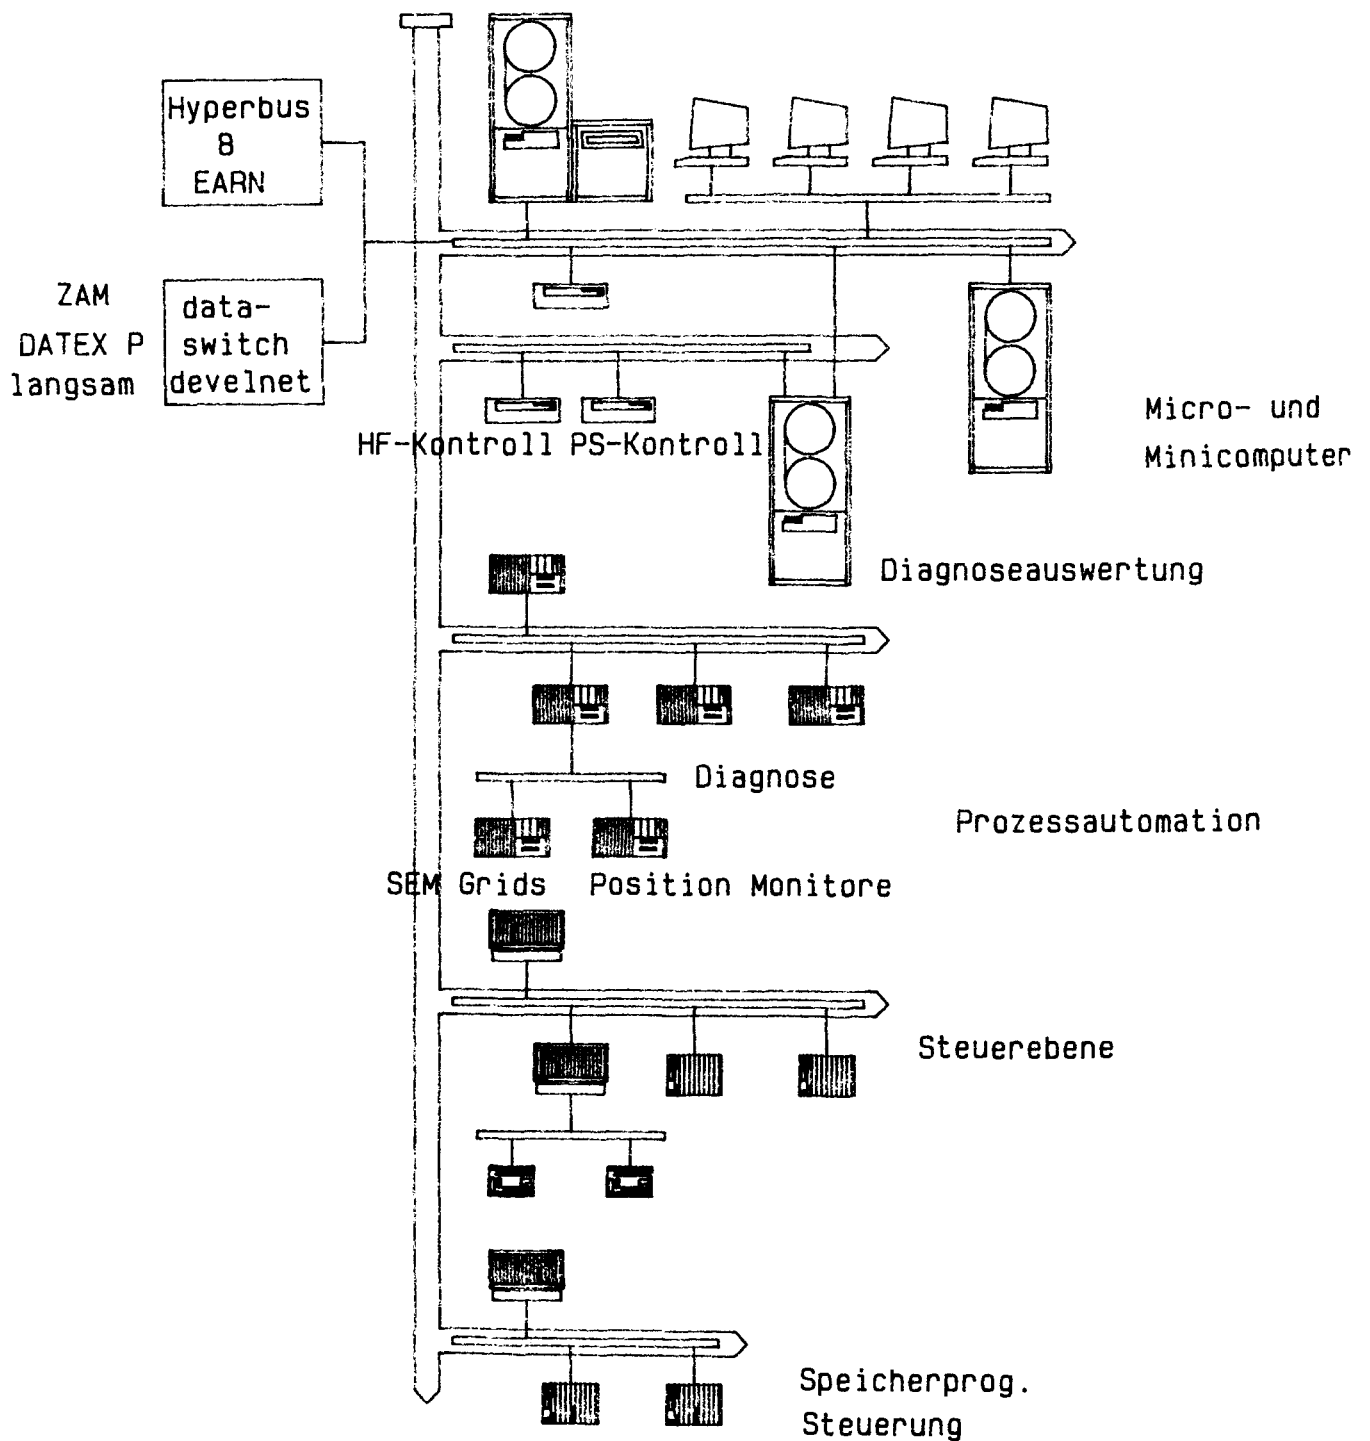 Hyperbus
8
EARN
ZAM
DATEX P
langsam
data-
switch
develnet
HF-Kontroll
PS-Kontroll
Micro- und
Minicomputer
Diagnoseauswertung
Diagnose
Prozessautomation
SEM Grids
Position Monitore
Steuerebene
Speicherprog.
Steuerung